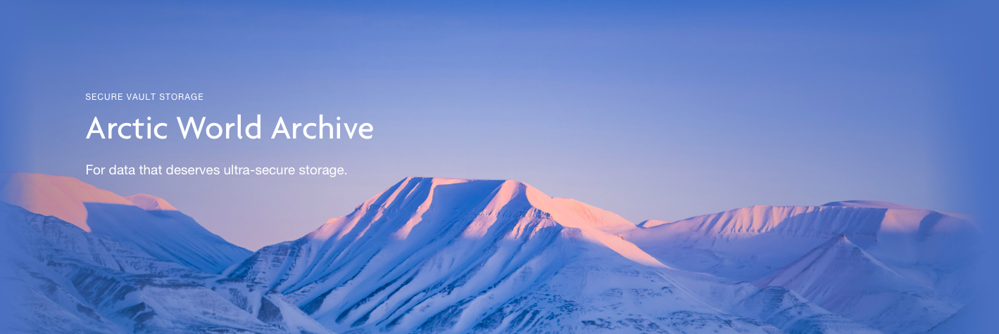 SECURE VAULT STORAGE
Arctic World Archive
For data that deserves ultra-secure storage.